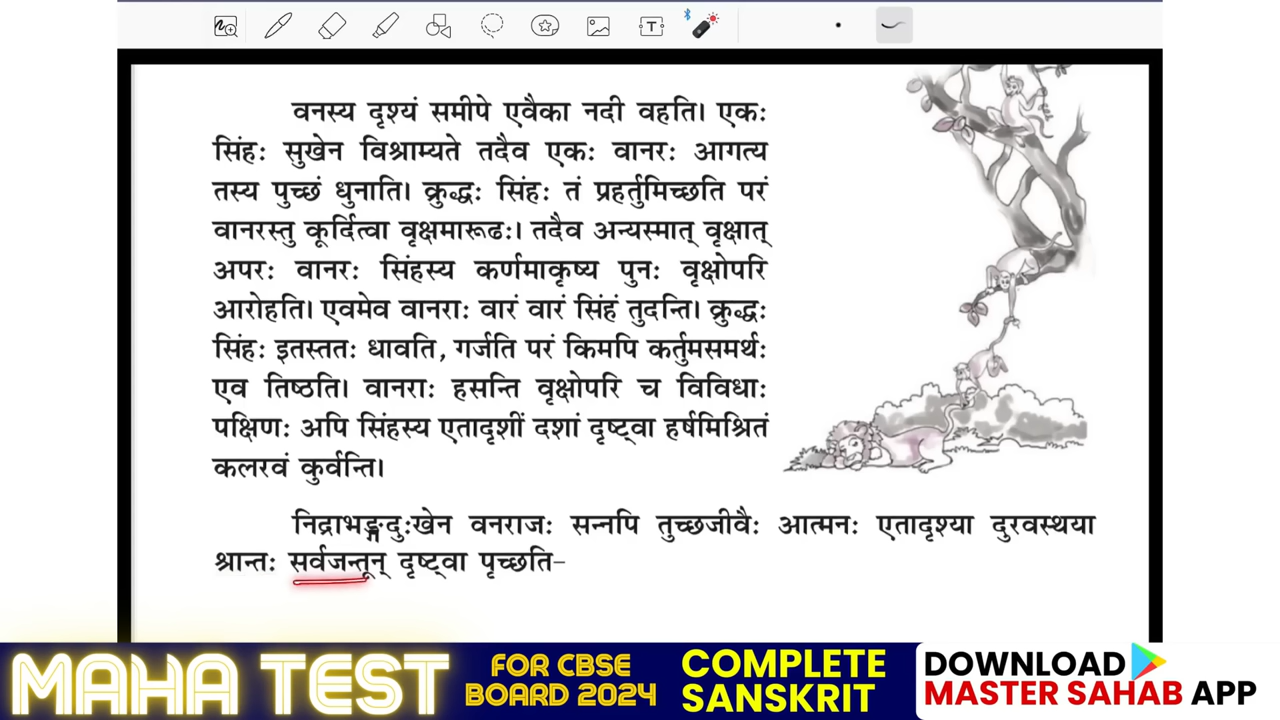 वनस्य दृश्यं समीपे एवैका नदी वहति। एकः
सिंहः सुखेन विश्राम्यते तदैव एकः वानरः आगत्य
तस्य पुच्छं धुनाति। क्रुद्धः सिंहः तं प्रहर्तुमिच्छति परं
वानरस्तु कूर्दित्वा वृक्षमारूढः। तदैव अन्यस्मात् वृक्षात्
अपरः वानरः सिंहस्य कर्णमाकृष्य पुनः वृक्षोपरि
आरोहति। एवमेव वानराः वारं वारं सिंहं तुदन्ति। क्रुद्धः
सिंहः इतस्ततः धावति, गर्जति परं किमपि कर्तुमसमर्थः
एव तिष्ठति। वानराः हसन्ति वृक्षोपरि च विविधाः
पक्षिणः अपि सिंहस्य एतादृशीं दशां दृष्ट्वा हर्षमिश्रितं
कलरवं कुर्वन्ति।
निद्राभङ्गदुःखेन वनराजः सन्नपि तुच्छजीवैः आत्मनः एतादृश्या दुरवस्थया
श्रान्तः सर्वजन्तून् दृष्ट्वा पृच्छति–
MAHA TEST
FOR CBSE
BOARD 2024
COMPLETE
SANSKRIT
DOWNLOAD
MASTER SAHAB APP